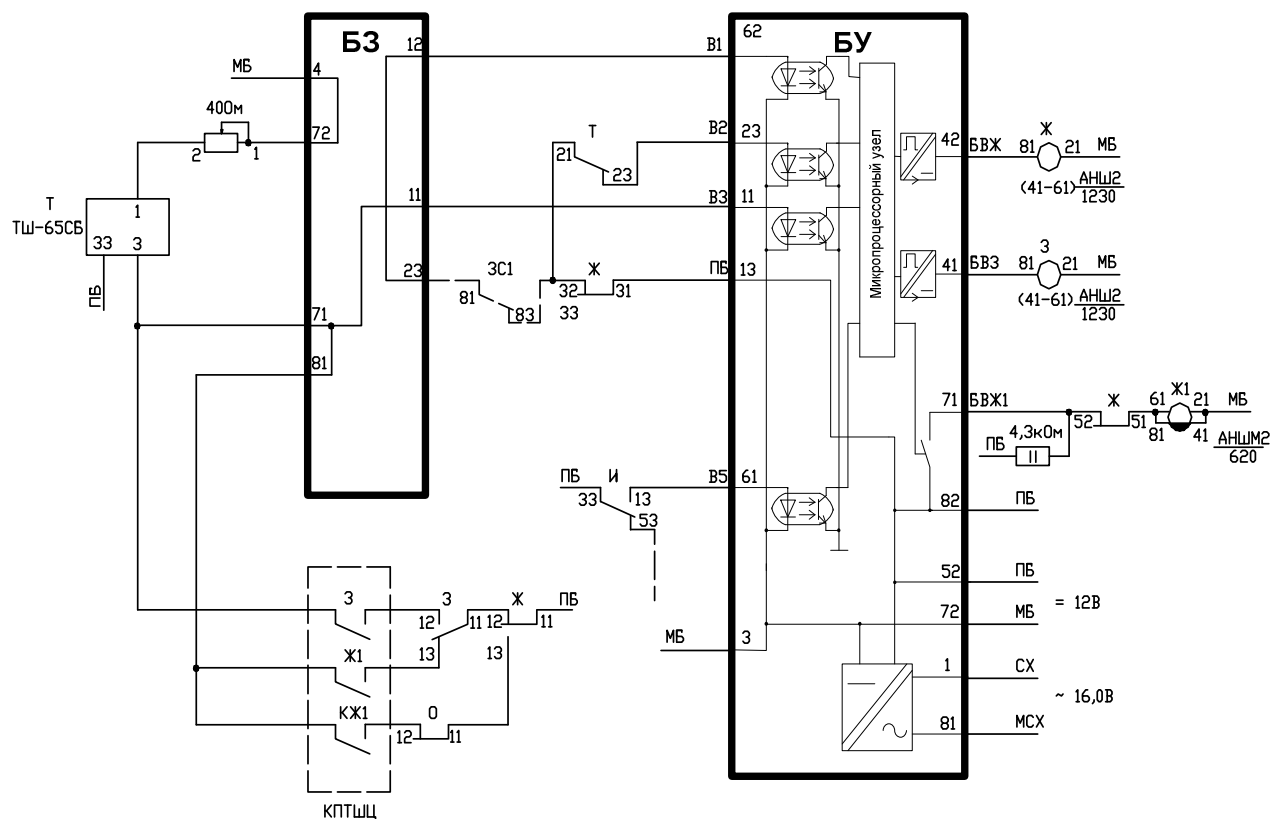 БЗ
БУ
62
12
В1
МБ
4
40Ом
2
1
72
Т
21
23
В2
23
Микропроцессорный узел
42
БВЖ
81
Ж
21
МБ
(41-61)
АНШ2
1230
Т
ТШ-65СБ
1
33
3
ПБ
11
В3
11
23
ЗС1
81
83
Ж
32
31
33
ПБ
13
41
БВЗ
81
З
21
МБ
(41-61)
АНШ2
1230
71
81
71
БВЖ1
Ж
52
51
61
Ж1
21
МБ
81
41
АНШМ2
620
ПБ
4,3кОм
ПБ
И
33
13
53
В5
61
82
ПБ
52
ПБ
= 12В
72
МБ
МБ
3
1
СХ
~ 16,0В
81
МСХ
З
З
12
11
Ж
12
11
ПБ
Ж1
13
13
КЖ1
О
12
11
КПТШЦ